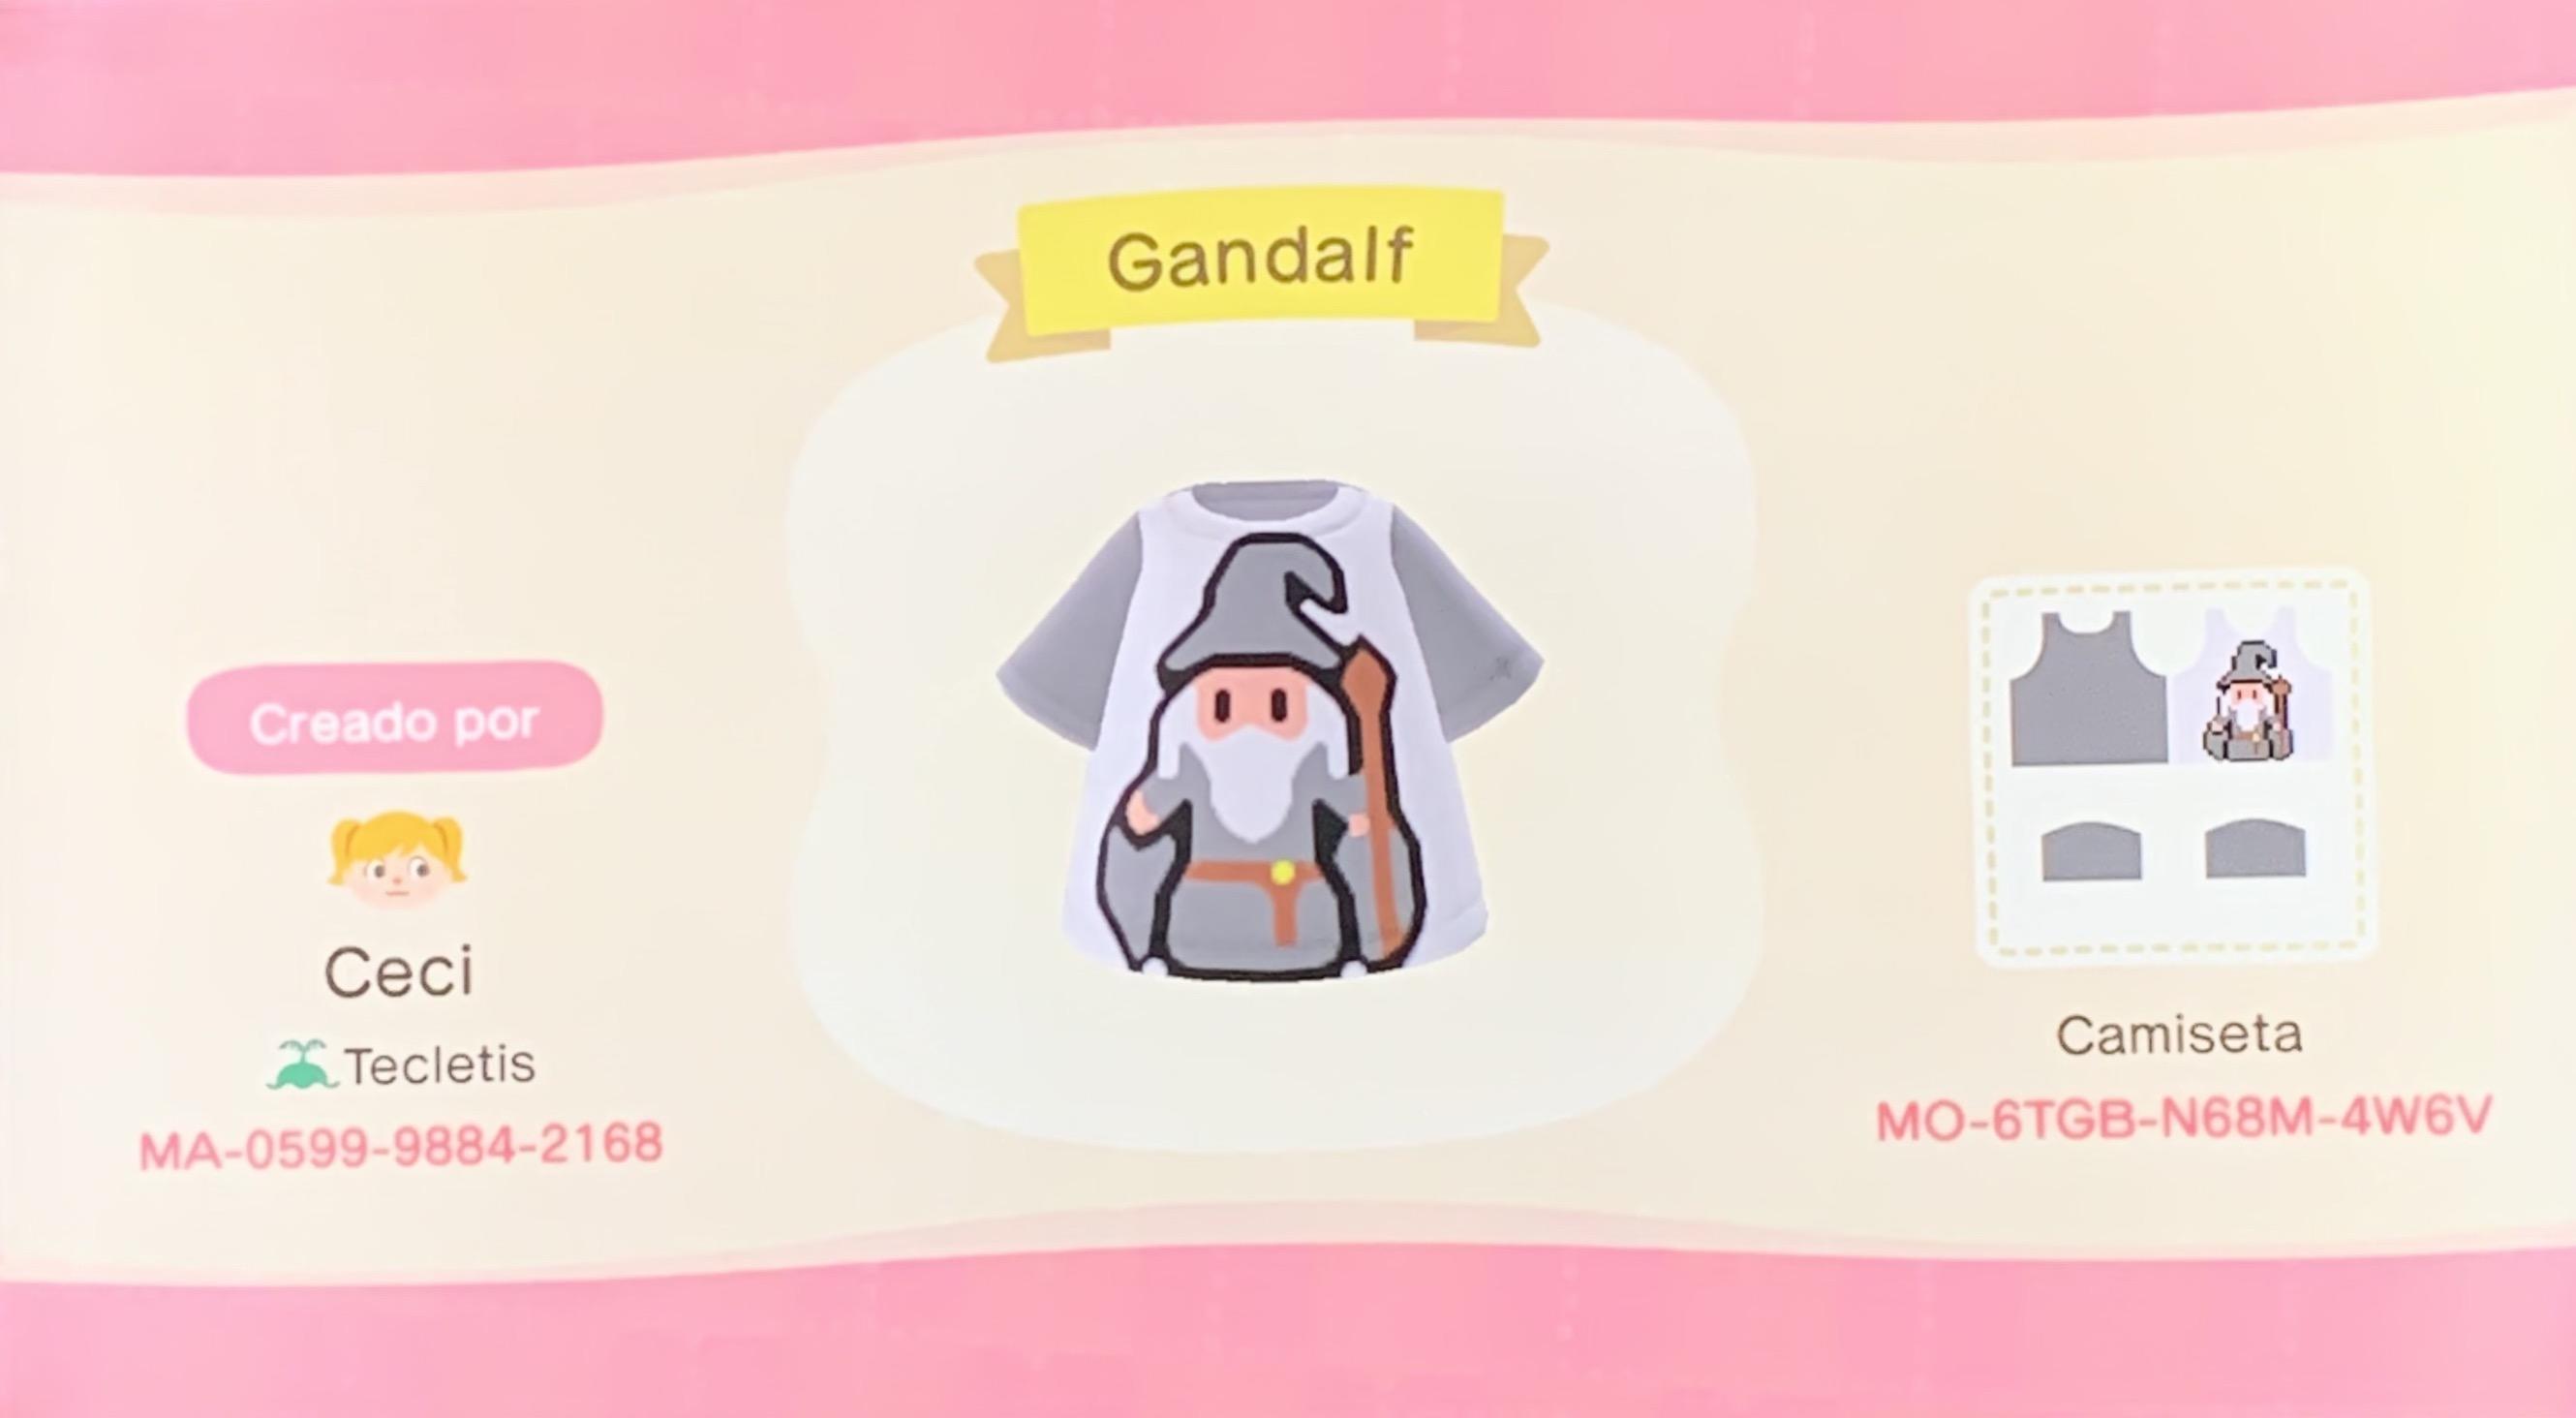 Gandalf
Creado por
Ceci
Tecletis
MA-0599-9884-2168
Camiseta
MO-6TGB-N68M-4W6V